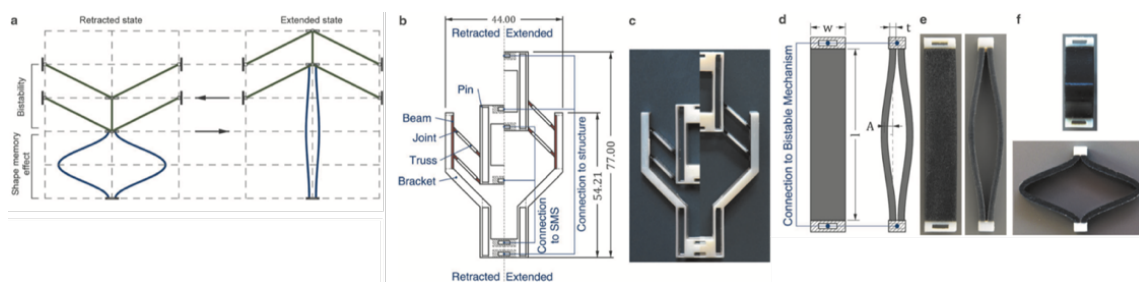 a
Retracted state
Extended state
Bistability
Shape memory
effect
b
44.00
Retracted
Extended
Pin
Beam
Joint
Truss
Bracket
Connection
to SMS
Connection to structure
54.21
77.00
Retracted
Extended
c
d
w
t
A
l
Connection to Bistable Mechanism
e
f